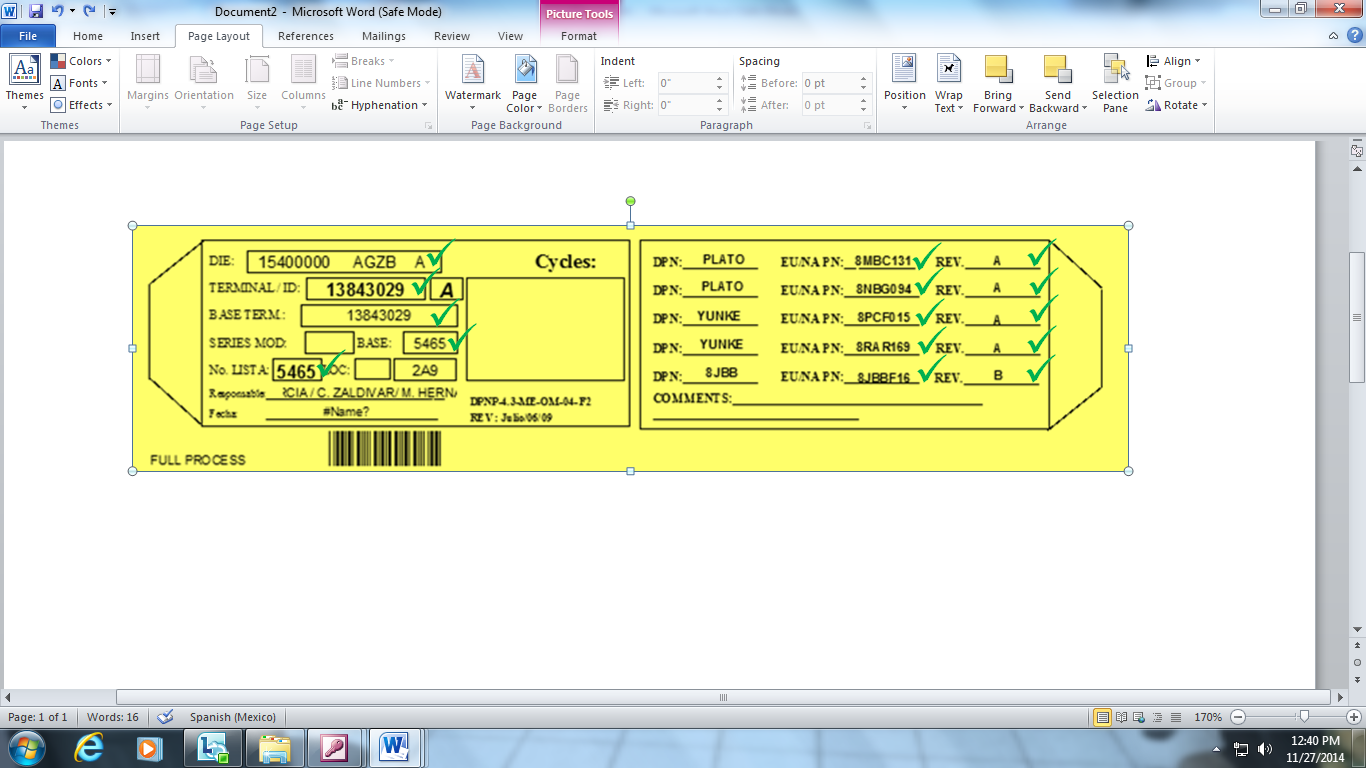 Document2 - Microsoft Word (Safe Mode)
Picture Tools
File Home Insert Page Layout References Mailings Review View Format
Themes
Colors
Fonts
Effects
Themes
Margins
Orientation
Size
Columns
Breaks
Line Numbers
Hyphenation
Page Setup
Watermark
Page Color
Page Borders
Page Background
Indent
Left: 0"
Right: 0"
Spacing
Before: 0 pt
After: 0 pt
Paragraph
Position
Wrap Text
Bring Forward
Send Backward
Selection Pane
Align
Group
Rotate
Arrange
DIE: 15400000 AGZB A
Cycles:
TERMINAL / ID: 13843029 A
BASE TERM.: 13843029
SERIES MOD: BASE: 5465
No. LISTA: 5465 OC: 2A9
Responsable RCIA / C. ZALDIVAR/ M. HERNA
Fecha: #Name?
DPNP-4.3-ME-OM-04-F2
REV : Julio/06/09
FULL PROCESS
DPN: PLATO EU/NA PN: 8MBC131 REV. A
DPN: PLATO EU/NA PN: 8NBG094 REV. A
DPN: YUNKE EU/NA PN: 8PCF015 REV. A
DPN: YUNKE EU/NA PN: 8RAR169 REV. A
DPN: 8JBB EU/NA PN: 8JBBF16 REV. B
COMMENTS:
Page: 1 of 1 Words: 16 Spanish (Mexico) 170%
12:40 PM
11/27/2014